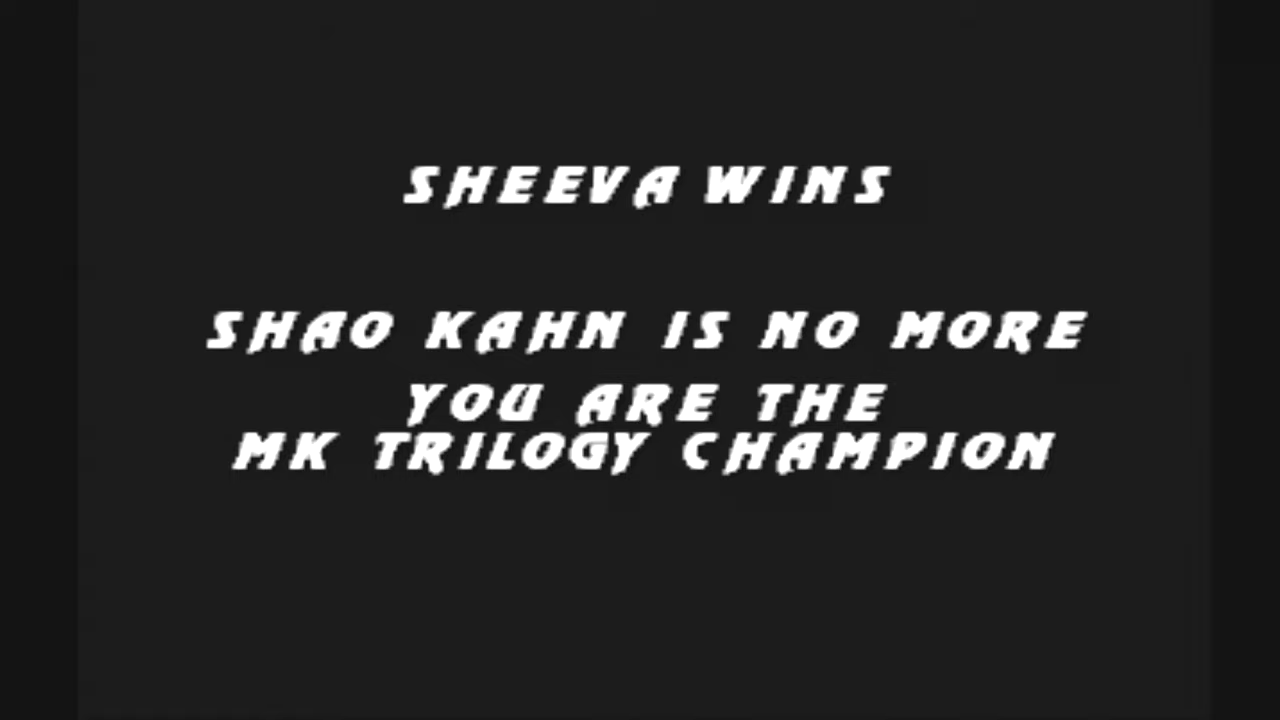 SHEEVA WINS
SHAO KAHN IS NO MORE
YOU ARE THE
MK TRILOGY CHAMPION